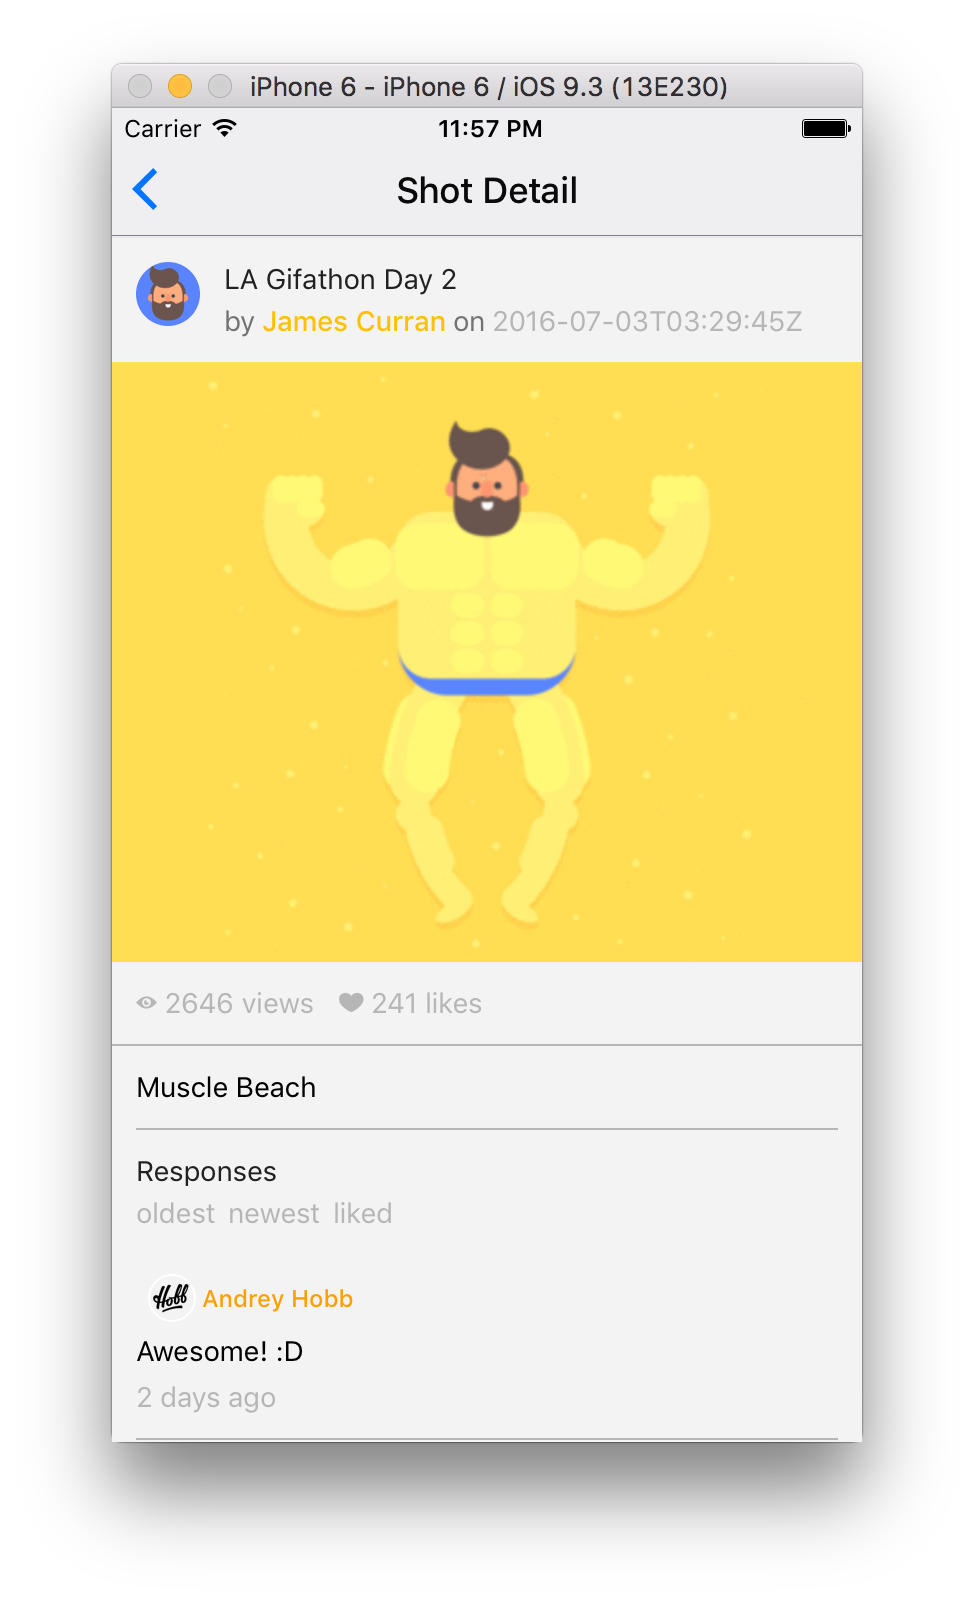 iPhone 6 - iPhone 6 / iOS 9.3 (13E230)
Carrier 11:57 PM
Shot Detail
LA Gifathon Day 2
by James Curran on 2016-07-03T03:29:45Z
2646 views 241 likes
Muscle Beach
Responses
oldest newest liked
Hoff
Andrey Hobb
Awesome! :D
2 days ago